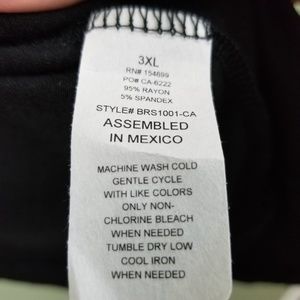 3XL
RN# 154699
PO# CA-6222
95% RAYON
5% SPANDEX
STYLE# BRS1001-CA
ASSEMBLED
IN MEXICO
MACHINE WASH COLD
GENTLE CYCLE
WITH LIKE COLORS
ONLY NON-
CHLORINE BLEACH
WHEN NEEDED
TUMBLE DRY LOW
COOL IRON
WHEN NEEDED